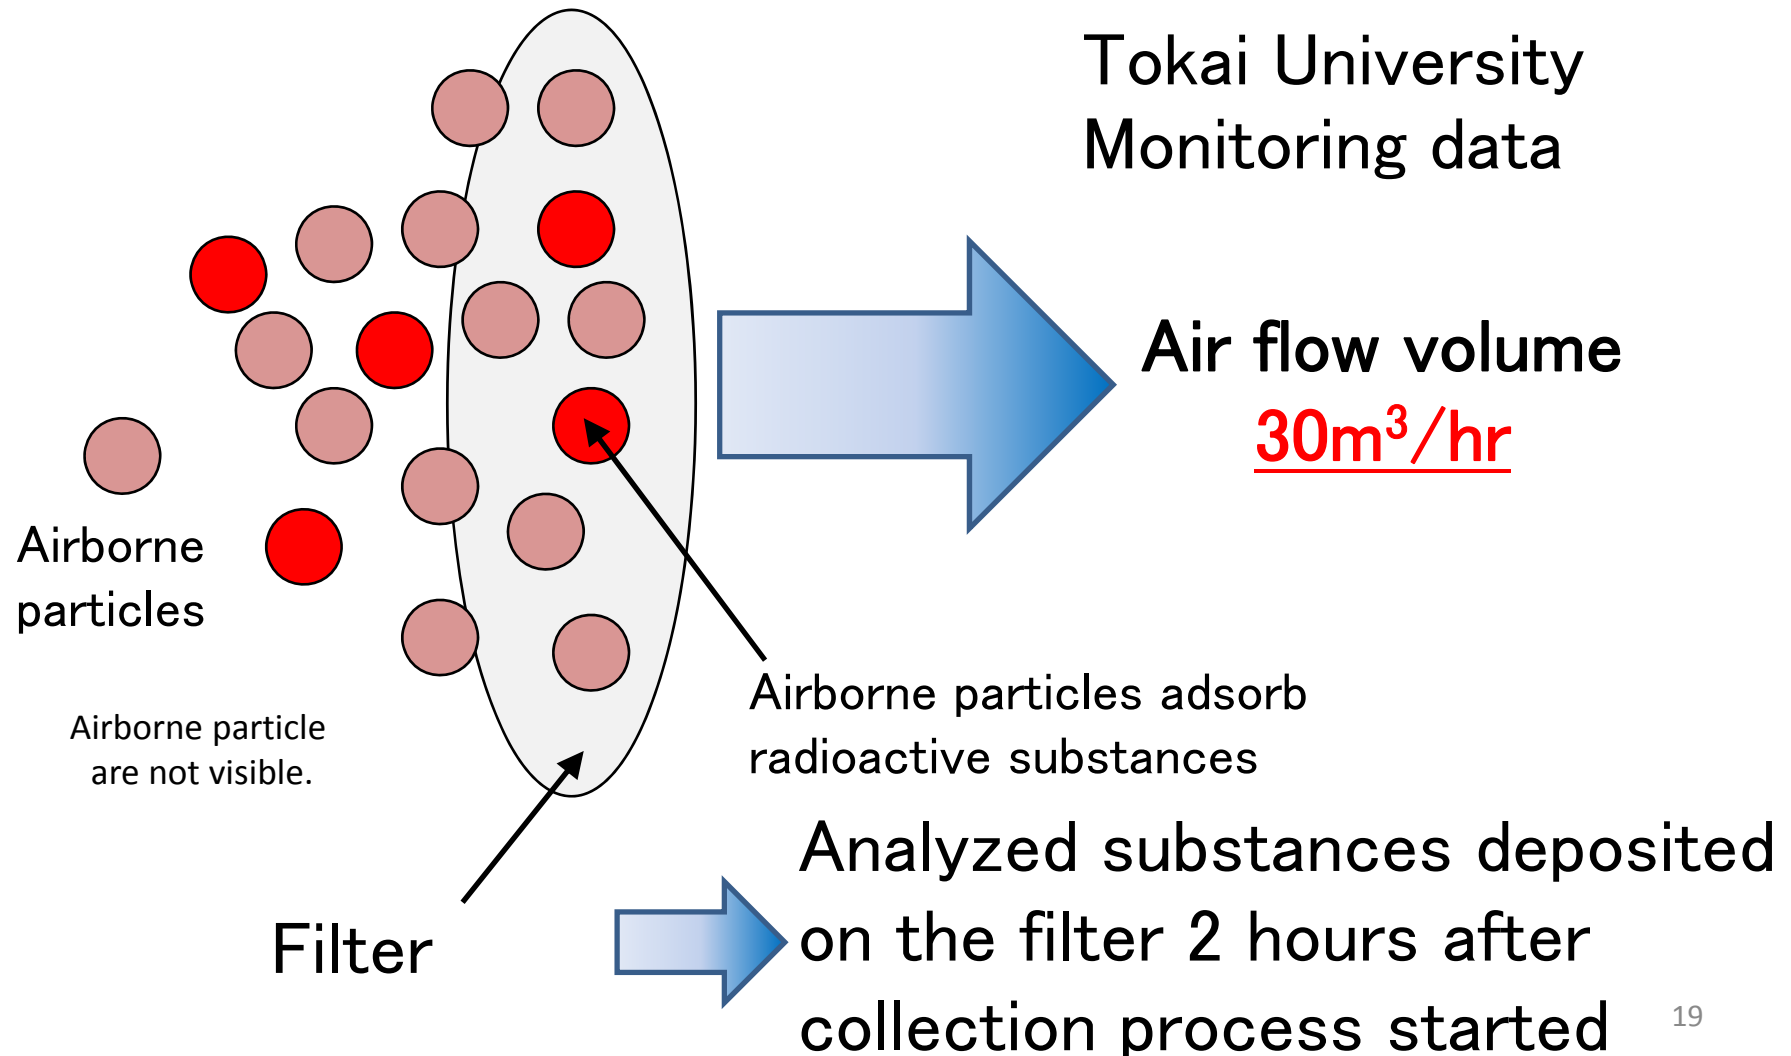 Tokai University
Monitoring data
Air flow volume
30m³/hr
Airborne
particles
Airborne particle
are not visible.
Airborne particles adsorb
radioactive substances
Filter
Analyzed substances deposited
on the filter 2 hours after
collection process started
19